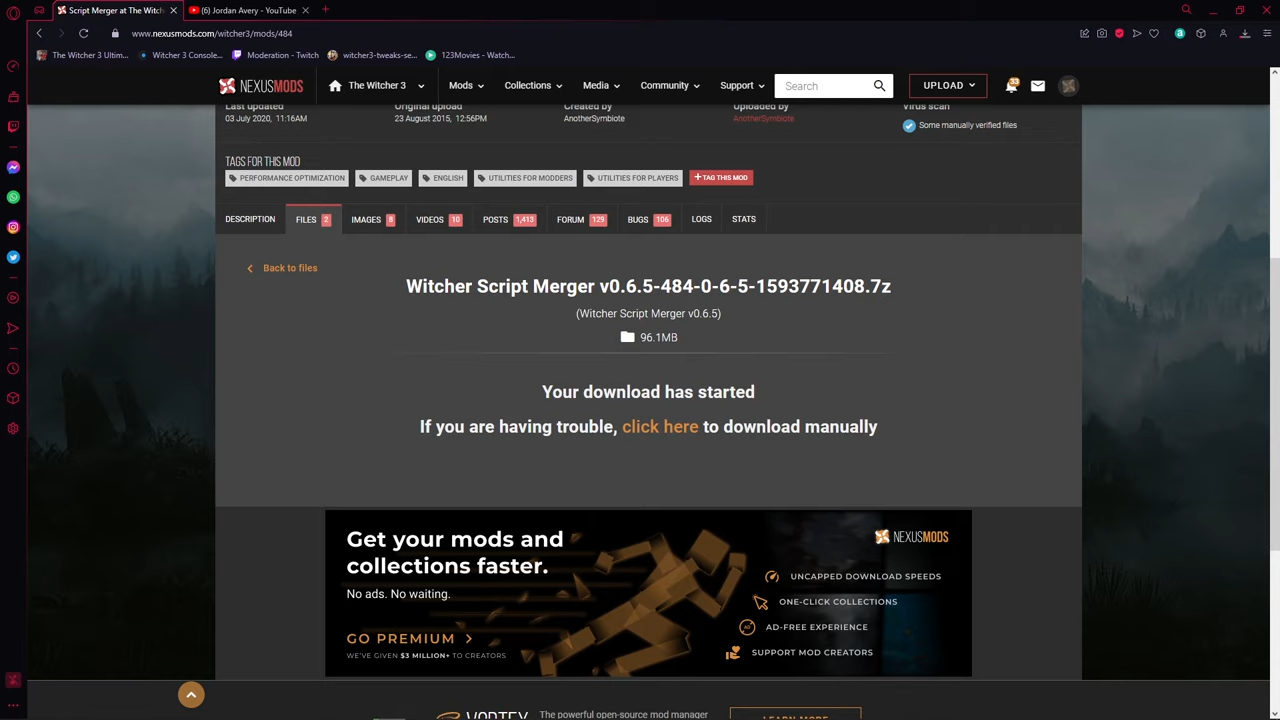 Script Merger at The Witch
(6) Jordan Avery - YouTube
www.nexusmods.com/witcher3/mods/484
The Witcher 3 Ultim...
Witcher 3 Console...
Moderation - Twitch
witcher3-tweaks-se...
123Movies - Watch...
NEXUSMODS
The Witcher 3
Mods
Collections
Media
Community
Support
Search
UPLOAD
33
Last updated
Original upload
Created by
Uploaded by
Virus scan
03 July 2020, 11:16AM
23 August 2015, 12:56PM
AnotherSymbiote
AnotherSymbiote
Some manually verified files
TAGS FOR THIS MOD
PERFORMANCE OPTIMIZATION
GAMEPLAY
ENGLISH
UTILITIES FOR MODDERS
UTILITIES FOR PLAYERS
+ TAG THIS MOD
DESCRIPTION
FILES 2
IMAGES 8
VIDEOS 10
POSTS 1,413
FORUM 129
BUGS 106
LOGS
STATS
Back to files
Witcher Script Merger v0.6.5-484-0-6-5-1593771408.7z
(Witcher Script Merger v0.6.5)
96.1MB
Your download has started
If you are having trouble, click here to download manually
Get your mods and
collections faster.
No ads. No waiting.
GO PREMIUM
WE'VE GIVEN $3 MILLION+ TO CREATORS
NEXUSMODS
UNCAPPED DOWNLOAD SPEEDS
ONE-CLICK COLLECTIONS
AD-FREE EXPERIENCE
SUPPORT MOD CREATORS
VORTEX
The powerful open-source mod manager
LEARN MORE